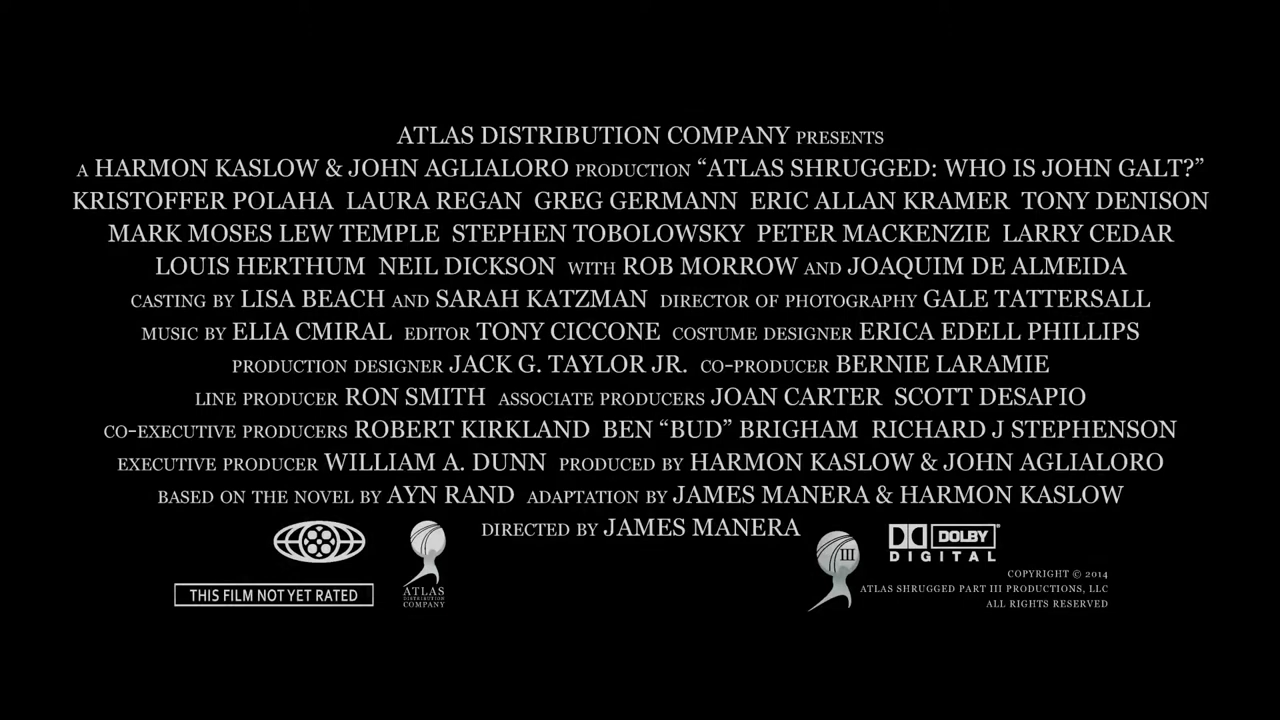 ATLAS DISTRIBUTION COMPANY PRESENTS
A HARMON KASLOW & JOHN AGLIALORO PRODUCTION “ATLAS SHRUGGED: WHO IS JOHN GALT?”
KRISTOFFER POLAHA LAURA REGAN GREG GERMANN ERIC ALLAN KRAMER TONY DENISON
MARK MOSES LEW TEMPLE STEPHEN TOBOLOWSKY PETER MACKENZIE LARRY CEDAR
LOUIS HERTHUM NEIL DICKSON WITH ROB MORROW AND JOAQUIM DE ALMEIDA
CASTING BY LISA BEACH AND SARAH KATZMAN DIRECTOR OF PHOTOGRAPHY GALE TATTERSALL
MUSIC BY ELIA CMIRAL EDITOR TONY CICCONE COSTUME DESIGNER ERICA EDELL PHILLIPS
PRODUCTION DESIGNER JACK G. TAYLOR JR. CO-PRODUCER BERNIE LARAMIE
LINE PRODUCER RON SMITH ASSOCIATE PRODUCERS JOAN CARTER SCOTT DESAPIO
CO-EXECUTIVE PRODUCERS ROBERT KIRKLAND BEN “BUD” BRIGHAM RICHARD J STEPHENSON
EXECUTIVE PRODUCER WILLIAM A. DUNN PRODUCED BY HARMON KASLOW & JOHN AGLIALORO
BASED ON THE NOVEL BY AYN RAND ADAPTATION BY JAMES MANERA & HARMON KASLOW
DIRECTED BY JAMES MANERA
THIS FILM NOT YET RATED
ATLAS
DISTRIBUTION
COMPANY
III
DOLBY
DIGITAL
COPYRIGHT © 2014
ATLAS SHRUGGED PART III PRODUCTIONS, LLC
ALL RIGHTS RESERVED